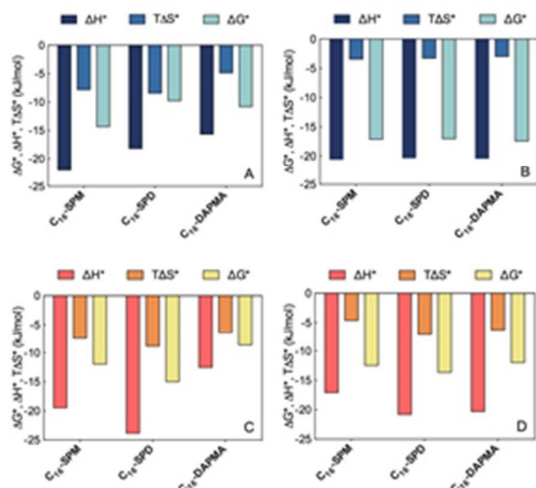 ΔH* TΔS* ΔG*
ΔG*, ΔH*, TΔS* (kJ/mol)
0
-5
-10
-15
-20
-25
A
C₁₆-SPM
C₁₆-SPD
C₁₆-DAPMA
ΔH* TΔS* ΔG*
ΔG*, ΔH*, TΔS* (kJ/mol)
0
-5
-10
-15
-20
-25
B
C₁₆-SPM
C₁₆-SPD
C₁₆-DAPMA
ΔH* TΔS* ΔG*
ΔG*, ΔH*, TΔS* (kJ/mol)
0
-5
-10
-15
-20
-25
C
C₁₆-SPM
C₁₆-SPD
C₁₆-DAPMA
ΔH* TΔS* ΔG*
ΔG*, ΔH*, TΔS* (kJ/mol)
0
-5
-10
-15
-20
-25
D
C₁₆-SPM
C₁₆-SPD
C₁₆-DAPMA